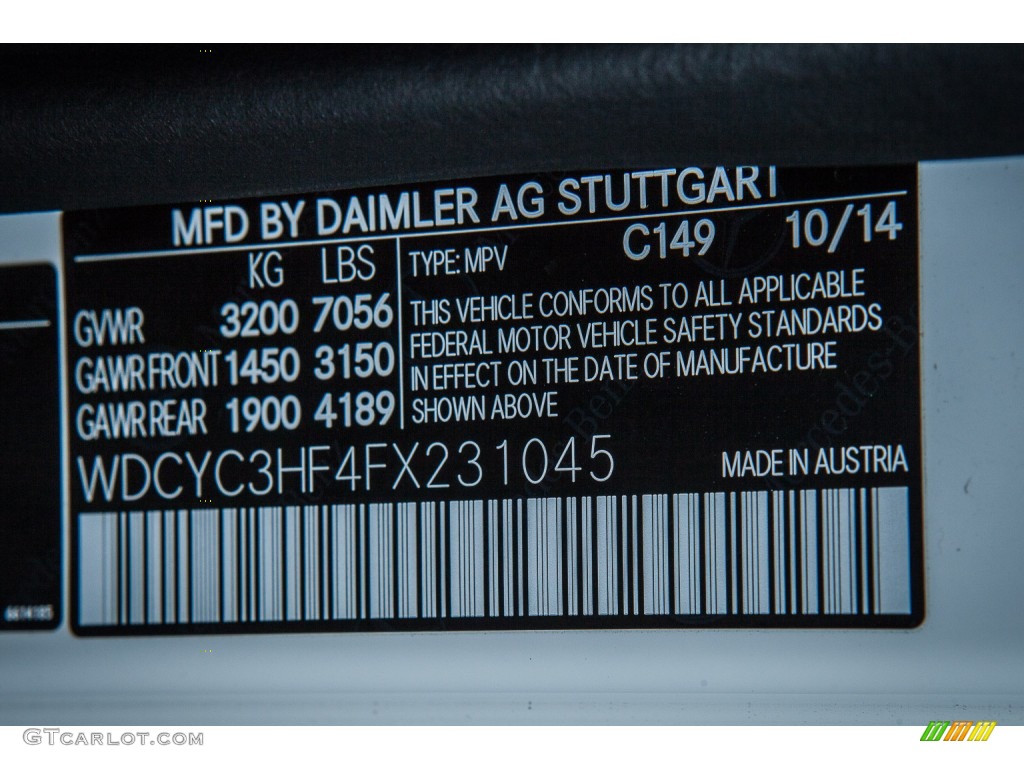 MFD BY DAIMLER AG STUTTGART
C149 10/14
KG LBS
GVWR 3200 7056
GAWR FRONT 1450 3150
GAWR REAR 1900 4189
TYPE: MPV
THIS VEHICLE CONFORMS TO ALL APPLICABLE
FEDERAL MOTOR VEHICLE SAFETY STANDARDS
IN EFFECT ON THE DATE OF MANUFACTURE
SHOWN ABOVE
WDCYC3HF4FX231045
MADE IN AUSTRIA
GTCARLOT.COM